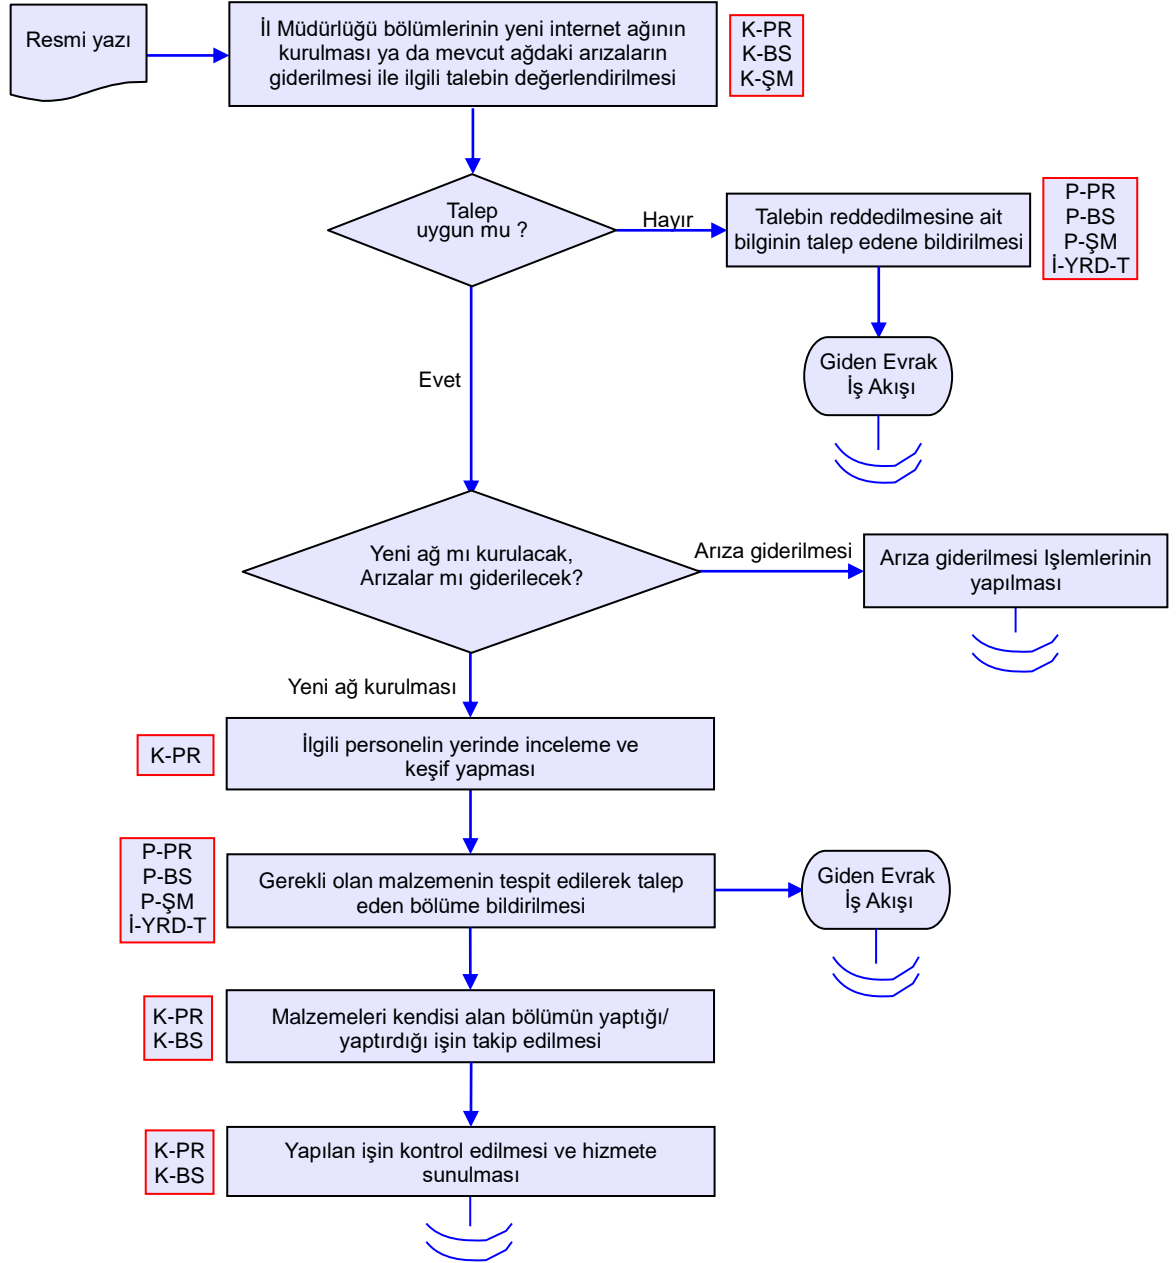 Resmi yazı
İl Müdürlüğü bölümlerinin yeni internet ağının
kurulması ya da mevcut ağdaki arızaların
giderilmesi ile ilgili talebin değerlendirilmesi
K-PR
K-BS
K-ŞM
Talep
uygun mu ?
Hayır
Talebin reddedilmesine ait
bilginin talep edene bildirilmesi
P-PR
P-BS
P-ŞM
İ-YRD-T
Giden Evrak
İş Akışı
Evet
Yeni ağ mı kurulacak,
Arızalar mı giderilecek?
Arıza giderilmesi
Arıza giderilmesi Işlemlerinin
yapılması
Yeni ağ kurulması
K-PR
İlgili personelin yerinde inceleme ve
keşif yapması
P-PR
P-BS
P-ŞM
İ-YRD-T
Gerekli olan malzemenin tespit edilerek talep
eden bölüme bildirilmesi
Giden Evrak
İş Akışı
K-PR
K-BS
Malzemeleri kendisi alan bölümün yaptığı/
yaptırdığı işin takip edilmesi
K-PR
K-BS
Yapılan işin kontrol edilmesi ve hizmete
sunulması